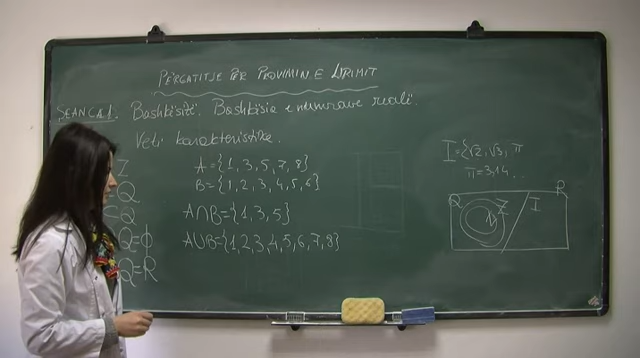 PËRGATITJE PËR PROVIMIN E LIRIMIT
SEANCA 1. Bashkësitë. Bashkësia e numrave realë.
Veti karakteristike.
Z
Q
Q
Q=ϕ
Q=R
A={1,3,5,7,8}
B={1,2,3,4,5,6}
A∩B={1,3,5}
A∪B={1,2,3,4,5,6,7,8}
I={√2,√3,π
π=3,14...
Q N Z I R